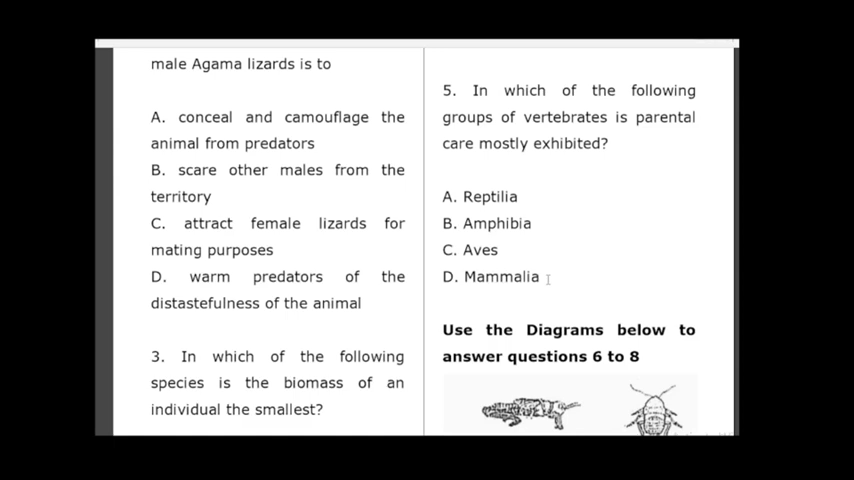 male Agama lizards is to
A. conceal and camouflage the
animal from predators
B. scare other males from the
territory
C. attract female lizards for
mating purposes
D. warm predators of the
distastefulness of the animal
3. In which of the following
species is the biomass of an
individual the smallest?
5. In which of the following
groups of vertebrates is parental
care mostly exhibited?
A. Reptilia
B. Amphibia
C. Aves
D. Mammalia
Use the Diagrams below to
answer questions 6 to 8